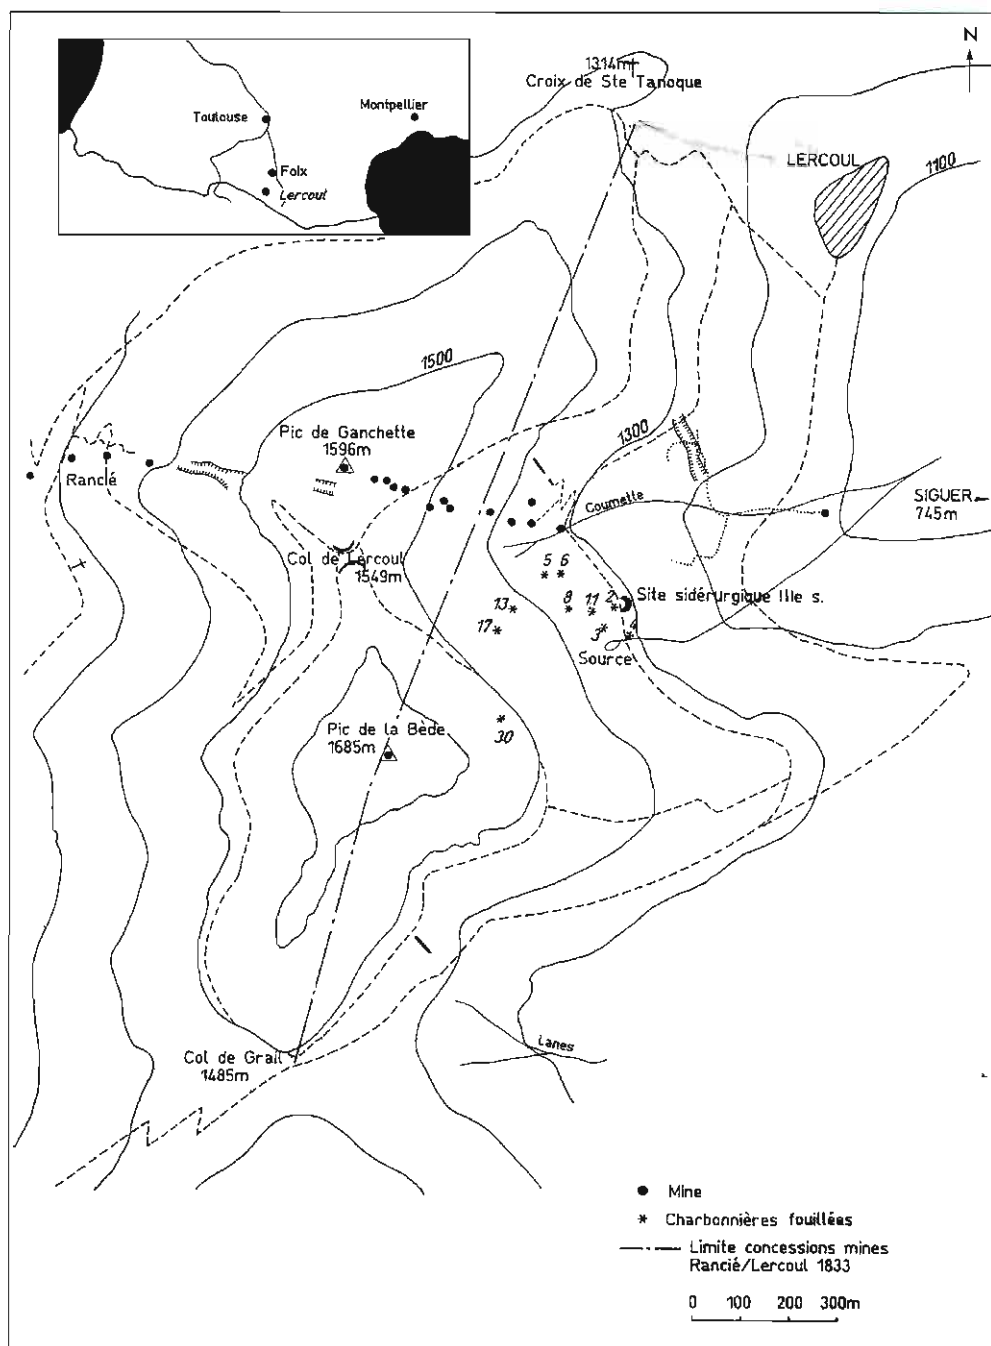 N
1314m
Croix de Ste Tanoque
Toulouse
Montpellier
Foix
Lercoul
LERCOUL
1100
1500
Pic de Ganchette
1596m
1300
Rancié
Coumette
SIGUER
745m
Col de Lercoul
1549m
5 6
13 8 11 2 Site sidérurgique IIIe s.
17 3 4
Source
Pic de la Bède
1685m
30
Col de Grail
1485m
Lanes
Mine
Charbonnières fouillées
Limite concessions mines
Rancié/Lercoul 1833
0 100 200 300m